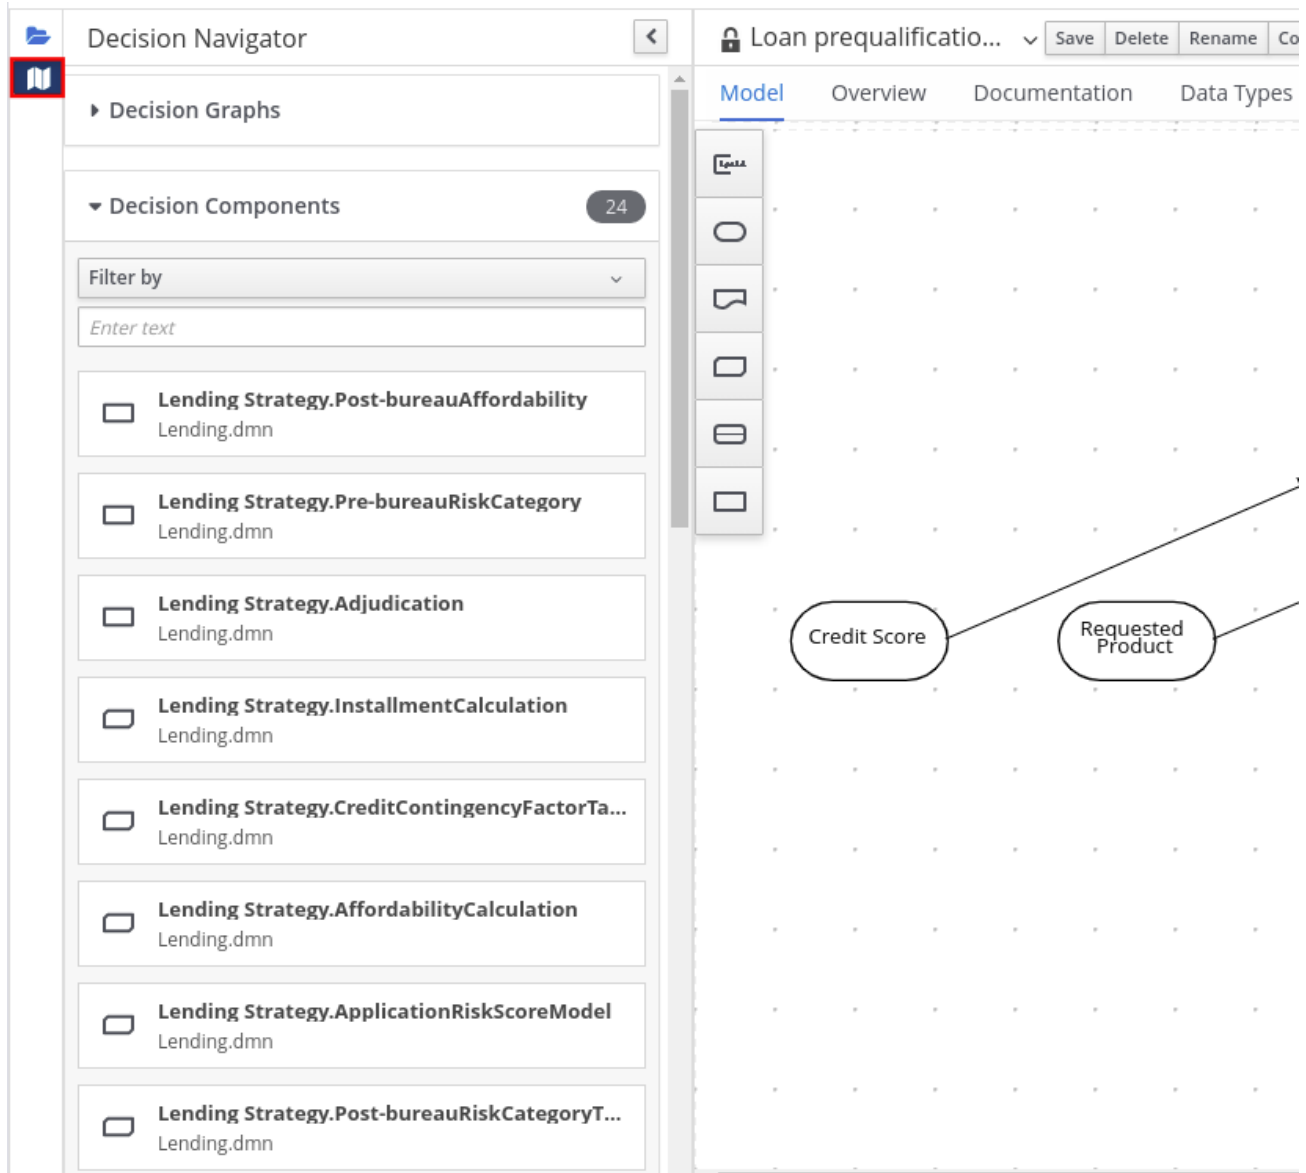 Decision Navigator
Decision Graphs
Decision Components
24
Filter by
Enter text
Lending Strategy.Post-bureauAffordability
Lending.dmn
Lending Strategy.Pre-bureauRiskCategory
Lending.dmn
Lending Strategy.Adjudication
Lending.dmn
Lending Strategy.InstallmentCalculation
Lending.dmn
Lending Strategy.CreditContingencyFactorTa...
Lending.dmn
Lending Strategy.AffordabilityCalculation
Lending.dmn
Lending Strategy.ApplicationRiskScoreModel
Lending.dmn
Lending Strategy.Post-bureauRiskCategoryT...
Lending.dmn
Loan prequalificatio...
Save Delete Rename Co
Model Overview Documentation Data Types
Credit Score
Requested
Product